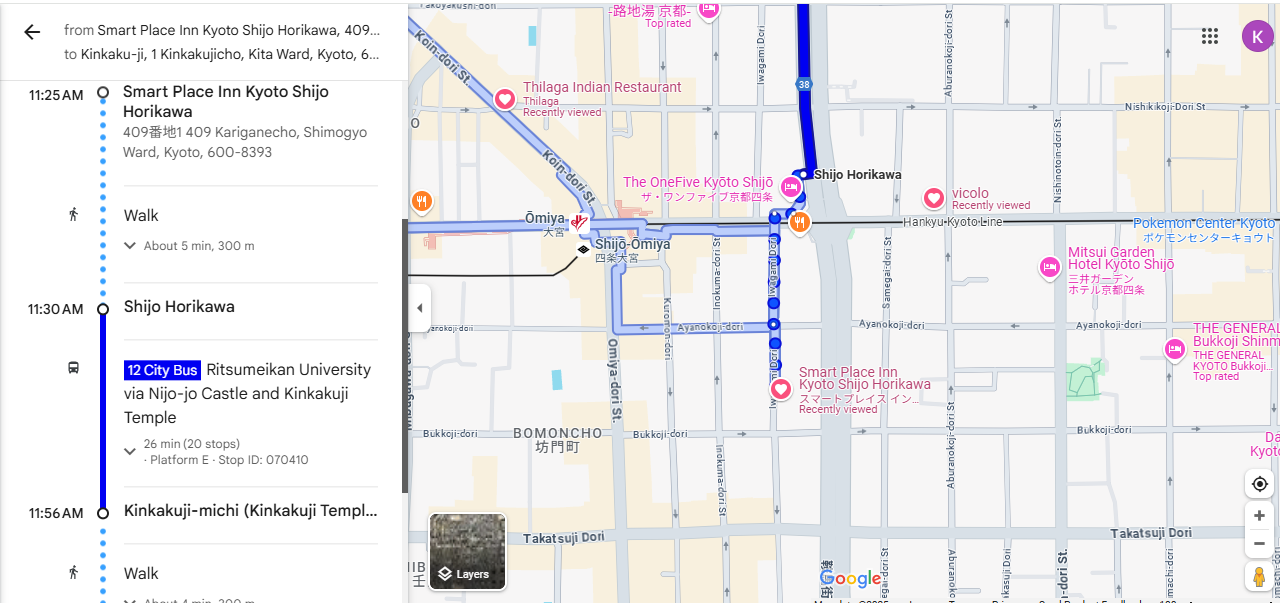 from Smart Place Inn Kyoto Shijo Horikawa, 409...
to Kinkaku-ji, 1 Kinkakujicho, Kita Ward, Kyoto, 6...
11:25 AM
Smart Place Inn Kyoto Shijo
Horikawa
409番地1 409 Kariganecho, Shimogyo
Ward, Kyoto, 600-8393
Walk
About 5 min, 300 m
11:30 AM
Shijo Horikawa
12 City Bus Ritsumeikan University
via Nijo-jo Castle and Kinkakuji
Temple
26 min (20 stops)
· Platform E · Stop ID: 070410
11:56 AM
Kinkakuji-michi (Kinkakuji Templ...
Walk
K
-路地湯 京都-
Top rated
Koin-dori St.
Thilaga Indian Restaurant
Thilaga
Recently viewed
Iwagami Dori
38
Aburanokoji-dori St.
Nishikikoji-Dori St
Koin-dori St.
The OneFive Kyōto Shijō
ザ・ワンファイブ京都四条
Shijo Horikawa
vicolo
Recently viewed
Nishinotoin-dori St.
Ōmiya
大宮
Hankyu Kyoto Line
Pokemon Center Kyoto
ポケモンセンターキョウト
Shijō-Ōmiya
四条大宮
Inokuma-dori St.
Iwagami Dori
Samegai-dori St.
Mitsui Garden
Hotel Kyōto Shijō
三井ガーデン
ホテル京都四条
Kuromon-dori
Ayanokoji-dori
Ayanokoji-dori
Ayanokoji-dori
THE GENERAL
Bukkoji Shinm
THE GENERAL
KYOTO Bukkoji...
Top rated
Omiya-dori St.
Smart Place Inn
Kyoto Shijo Horikawa
スマートプレイス イン...
Recently viewed
Aburanokoji-dori St.
Bukkoji-dori
BOMONCHO
坊門町
Bukkoji-dori
Bukkoji-dori
Inokuma-dori St.
Takatsuji Dori
Takatsuji Dori
Layers
Google